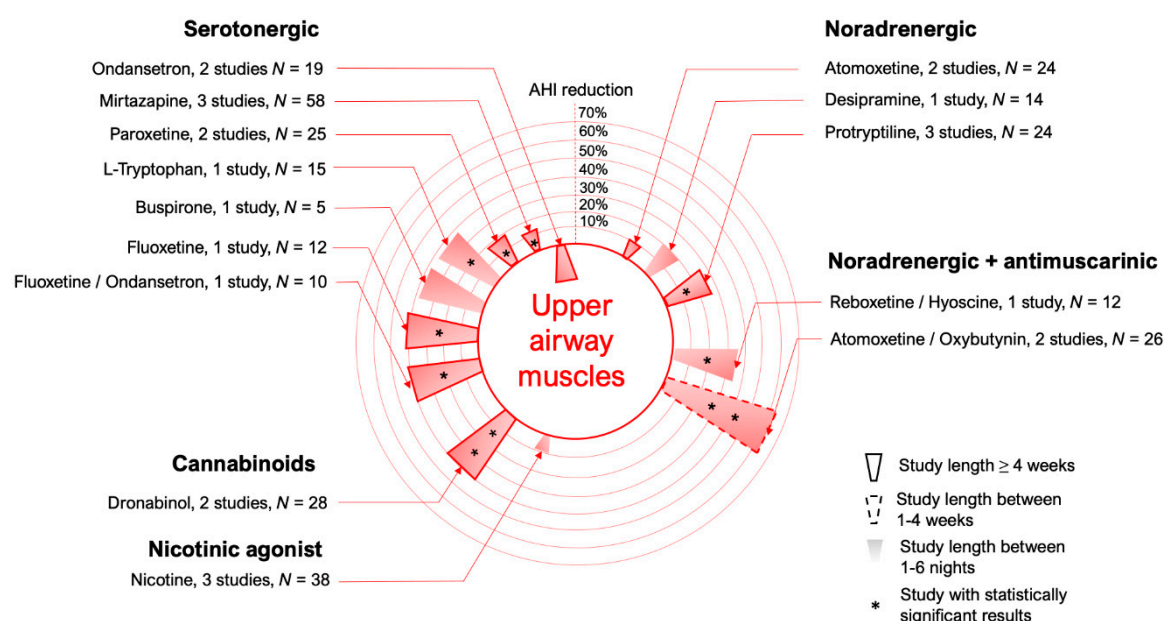 Serotonergic
Ondansetron, 2 studies N = 19
Mirtazapine, 3 studies, N = 58
Paroxetine, 2 studies, N = 25
L-Tryptophan, 1 study, N = 15
Buspirone, 1 study, N = 5
Fluoxetine, 1 study, N = 12
Fluoxetine / Ondansetron, 1 study, N = 10
Cannabinoids
Dronabinol, 2 studies, N = 28
Nicotinic agonist
Nicotine, 3 studies, N = 38
AHI reduction
70%
60%
50%
40%
30%
20%
10%
Upper
airway
muscles
* * * * * * * * * * * *
Noradrenergic
Atomoxetine, 2 studies, N = 24
Desipramine, 1 study, N = 14
Protryptiline, 3 studies, N = 24
Noradrenergic + antimuscarinic
Reboxetine / Hyoscine, 1 study, N = 12
Atomoxetine / Oxybutynin, 2 studies, N = 26
Study length ≥ 4 weeks
Study length between
1-4 weeks
Study length between
1-6 nights
* Study with statistically
significant results